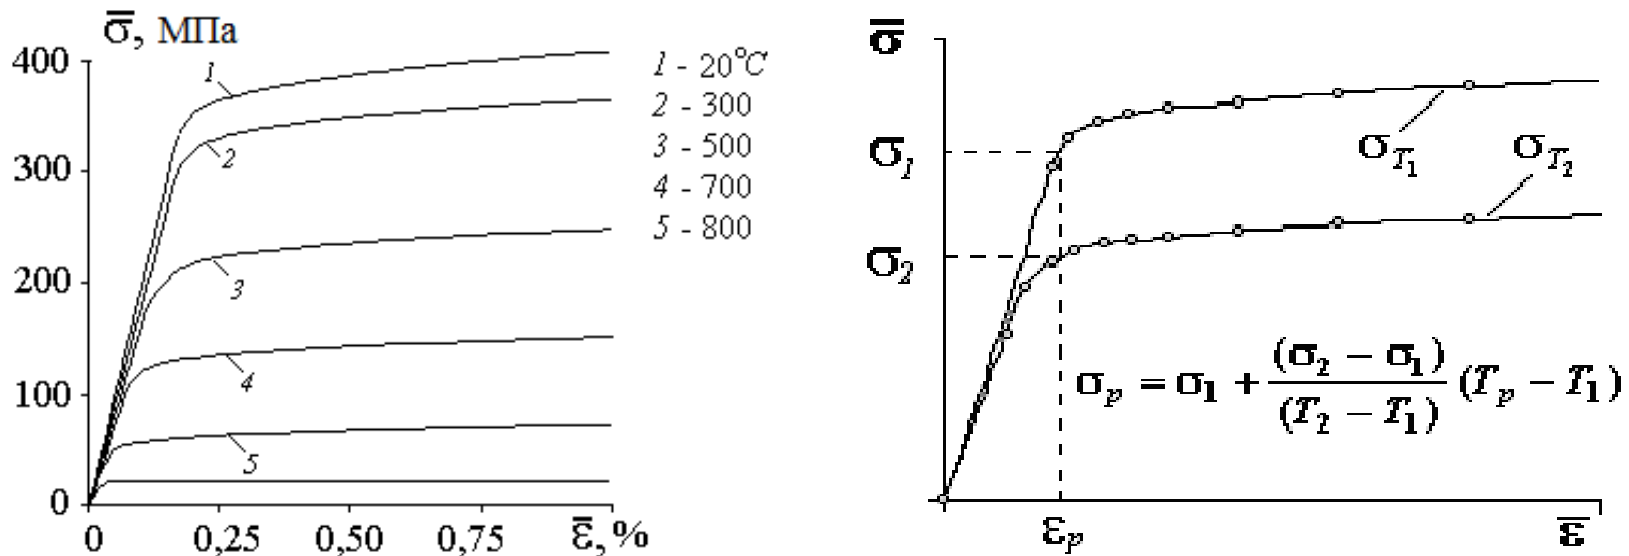 σ̅, МПа
400
300
200
100
0
0
0,25
0,50
0,75
ε̅, %
1
2
3
4
5
1 - 20°C
2 - 300
3 - 500
4 - 700
5 - 800
σ̅
σ₁
σ₂
σ_T₁
σ_T₂
σₚ = σ₁ + (σ₂ − σ₁)/(T₂ − T₁) (Tₚ − T₁)
εₚ
ε̅